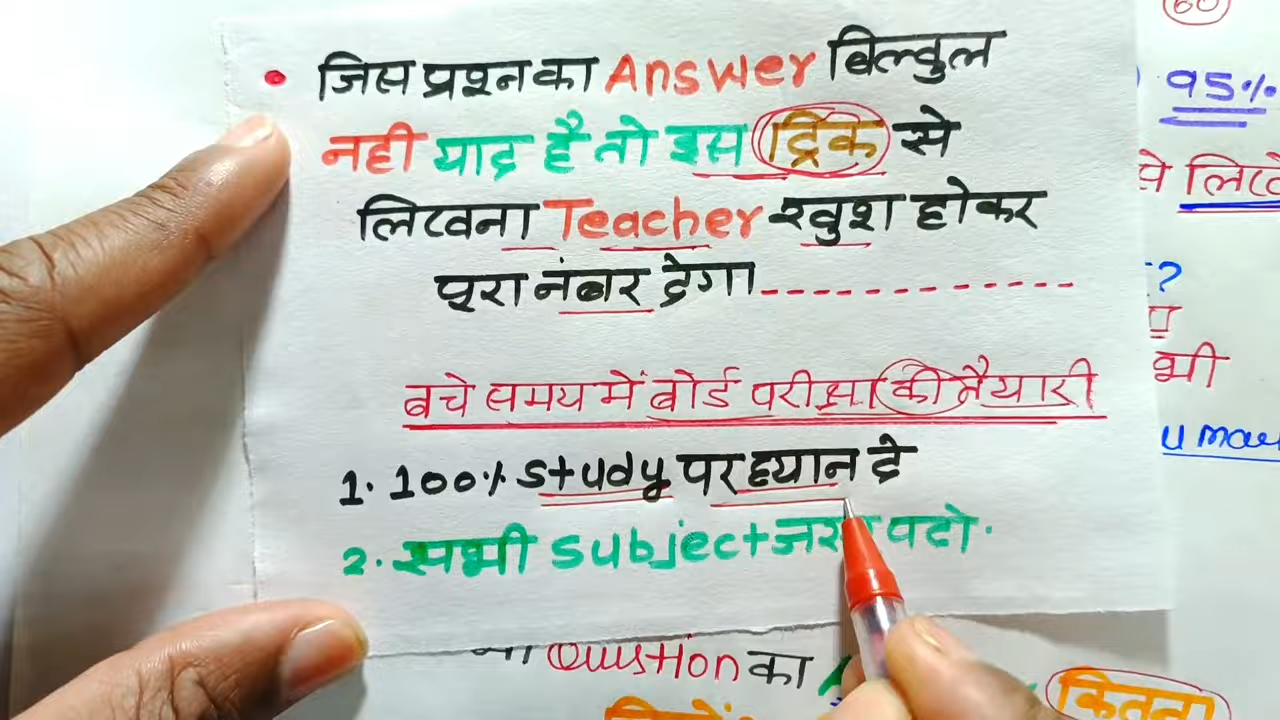 जिस प्रश्न का Answer बिल्कुल
नही याद है तो इस ट्रिक से
लिखना Teacher खुश होकर
पूरा नंबर देगा------------
बचे समय में बोर्ड परीक्षा की तैयारी
1. 100% study पर ध्यान दे
2. सभी Subject जरूर पढो.
Question का
कितना
60
95%
से
?
भी
u